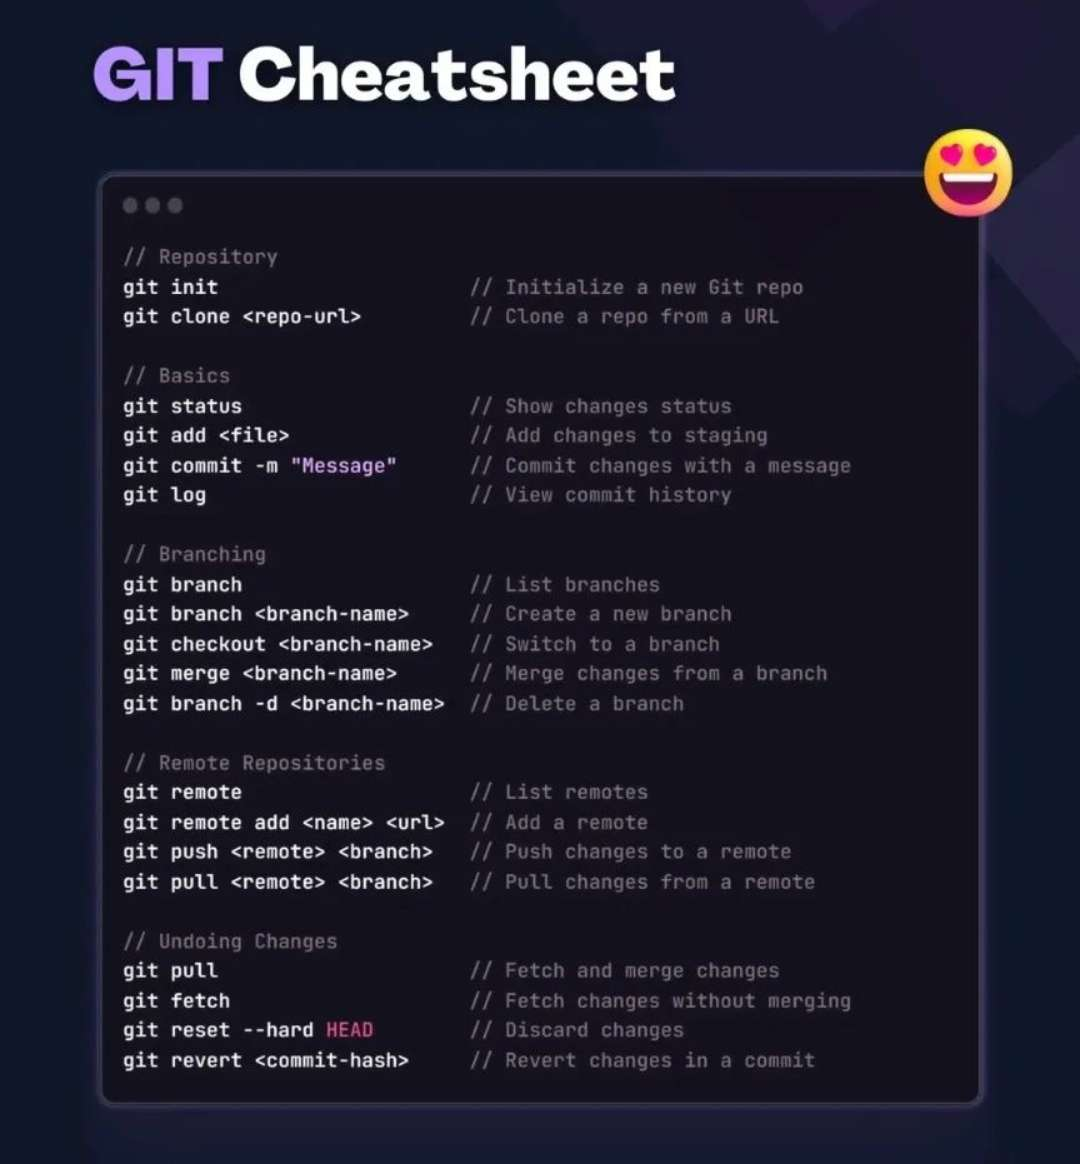 GIT Cheatsheet
// Repository
git init // Initialize a new Git repo
git clone <repo-url> // Clone a repo from a URL
// Basics
git status // Show changes status
git add <file> // Add changes to staging
git commit -m "Message" // Commit changes with a message
git log // View commit history
// Branching
git branch // List branches
git branch <branch-name> // Create a new branch
git checkout <branch-name> // Switch to a branch
git merge <branch-name> // Merge changes from a branch
git branch -d <branch-name> // Delete a branch
// Remote Repositories
git remote // List remotes
git remote add <name> <url> // Add a remote
git push <remote> <branch> // Push changes to a remote
git pull <remote> <branch> // Pull changes from a remote
// Undoing Changes
git pull // Fetch and merge changes
git fetch // Fetch changes without merging
git reset --hard HEAD // Discard changes
git revert <commit-hash> // Revert changes in a commit